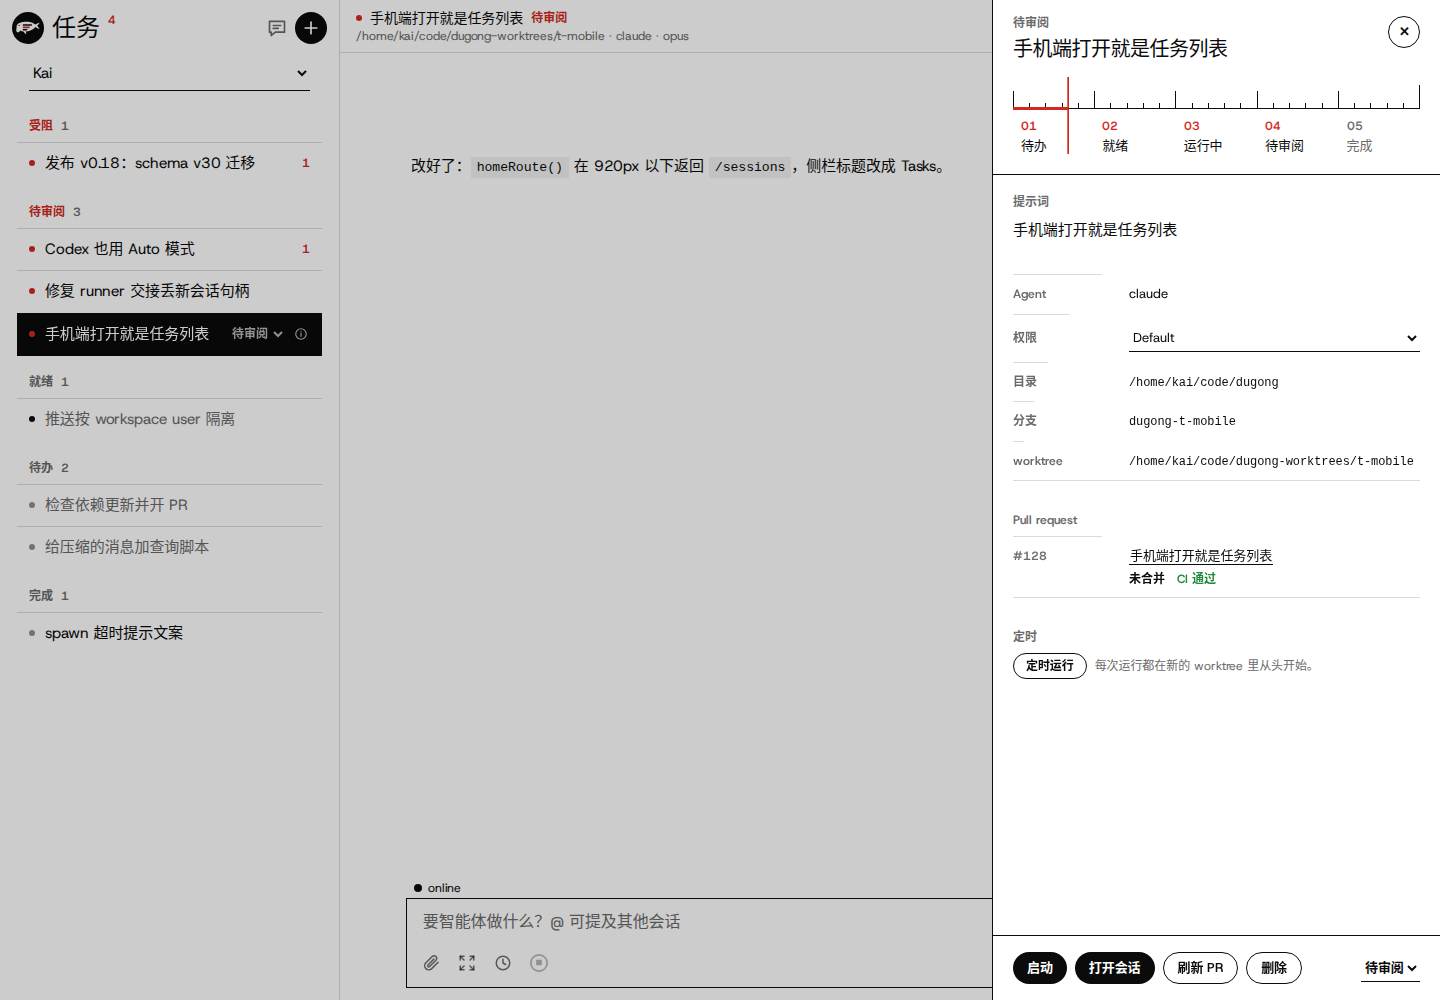 任务 4
Kai
受阻 1
发布 v0.18：schema v30 迁移 1
待审阅 3
Codex 也用 Auto 模式 1
修复 runner 交接丢新会话句柄
手机端打开就是任务列表 待审阅
就绪 1
推送按 workspace user 隔离
待办 2
检查依赖更新并开 PR
给压缩的消息加查询脚本
完成 1
spawn 超时提示文案
手机端打开就是任务列表 待审阅
/home/kai/code/dugong-worktrees/t-mobile · claude · opus
改好了：homeRoute() 在 920px 以下返回 /sessions，侧栏标题改成 Tasks。
online
要智能体做什么？@ 可提及其他会话
待审阅
手机端打开就是任务列表
01 02 03 04 05
待办 就绪 运行中 待审阅 完成
提示词
手机端打开就是任务列表
Agent claude
权限 Default
目录 /home/kai/code/dugong
分支 dugong-t-mobile
worktree /home/kai/code/dugong-worktrees/t-mobile
Pull request
#128 手机端打开就是任务列表
未合并 CI 通过
定时
定时运行 每次运行都在新的 worktree 里从头开始。
启动 打开会话 刷新 PR 删除 待审阅